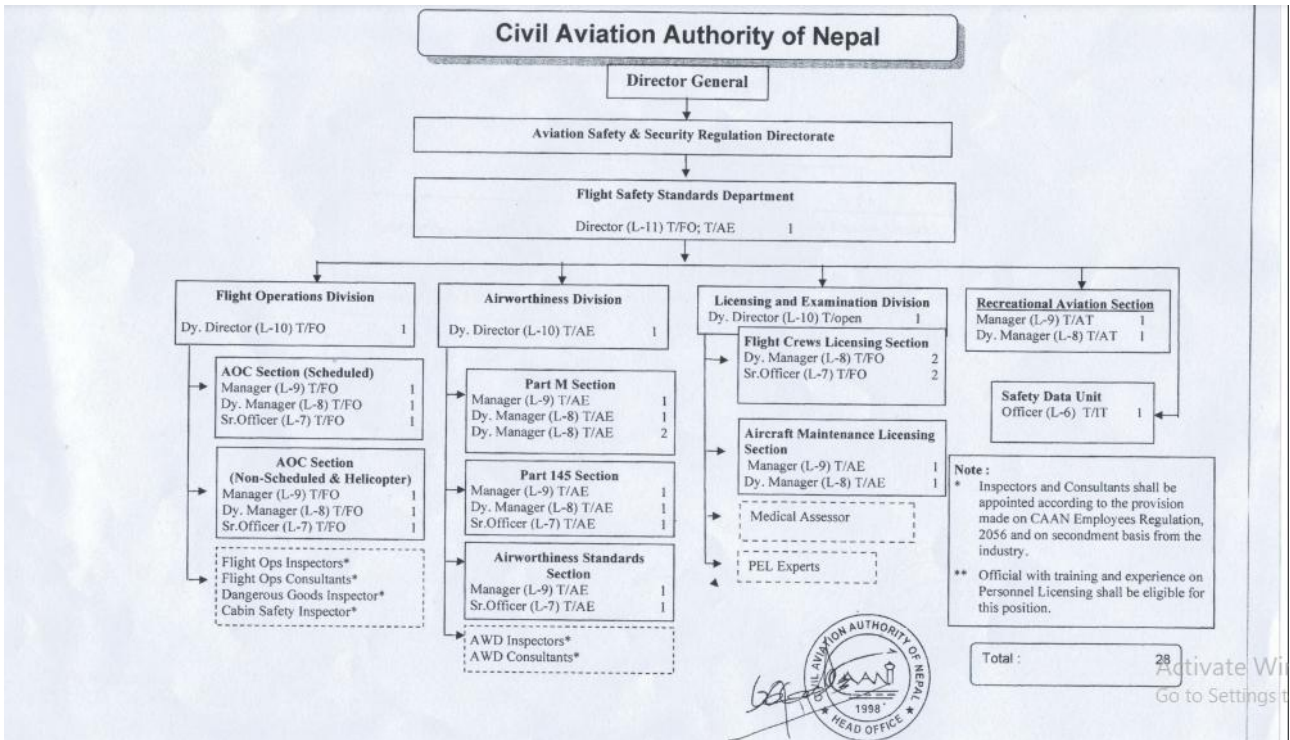 Civil Aviation Authority of Nepal
Director General
Aviation Safety & Security Regulation Directorate
Flight Safety Standards Department
Director (L-11) T/FO; T/AE 1
Flight Operations Division
Dy. Director (L-10) T/FO 1
AOC Section (Scheduled)
Manager (L-9) T/FO 1
Dy. Manager (L-8) T/FO 1
Sr.Officer (L-7) T/FO 1
AOC Section
(Non-Scheduled & Helicopter)
Manager (L-9) T/FO 1
Dy. Manager (L-8) T/FO 1
Sr.Officer (L-7) T/FO 1
Flight Ops Inspectors*
Flight Ops Consultants*
Dangerous Goods Inspector*
Cabin Safety Inspector*
Airworthiness Division
Dy. Director (L-10) T/AE 1
Part M Section
Manager (L-9) T/AE 1
Dy. Manager (L-8) T/AE 1
Dy. Manager (L-8) T/AE 2
Part 145 Section
Manager (L-9) T/AE 1
Dy. Manager (L-8) T/AE 1
Sr.Officer (L-7) T/AE 1
Airworthiness Standards
Section
Manager (L-9) T/AE 1
Sr.Officer (L-7) T/AE 1
AWD Inspectors*
AWD Consultants*
Licensing and Examination Division
Dy. Director (L-10) T/open 1
Flight Crews Licensing Section
Dy. Manager (L-8) T/FO 2
Sr.Officer (L-7) T/FO 2
Aircraft Maintenance Licensing
Section
Manager (L-9) T/AE 1
Dy. Manager (L-8) T/AE 1
Medical Assessor
PEL Experts
Recreational Aviation Section
Manager (L-9) T/AT 1
Dy. Manager (L-8) T/AT 1
Safety Data Unit
Officer (L-6) T/IT 1
Note :
* Inspectors and Consultants shall be
appointed according to the provision
made on CAAN Employees Regulation,
2056 and on secondment basis from the
industry.
** Official with training and experience on
Personnel Licensing shall be eligible for
this position.
Total : 28
CIVIL AVIATION AUTHORITY OF NEPAL
CAAN
1998
HEAD OFFICE
Activate Win
Go to Settings t